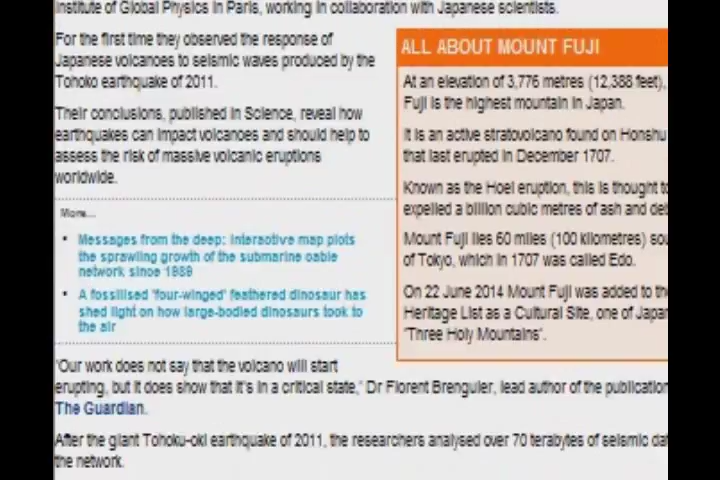 Institute of Global Physics in Paris, working in collaboration with Japanese scientists.
For the first time they observed the response of
Japanese volcanoes to seismic waves produced by the
Tohoko earthquake of 2011.
Their conclusions, published in Science, reveal how
earthquakes can impact volcanoes and should help to
assess the risk of massive volcanic eruptions
worldwide.
More...
Messages from the deep: Interactive map plots
the sprawling growth of the submarine cable
network since 1989
A fossilised 'four-winged' feathered dinosaur has
shed light on how large-bodied dinosaurs took to
the air
ALL ABOUT MOUNT FUJI
At an elevation of 3,776 metres (12,388 feet),
Fuji is the highest mountain in Japan.
It is an active stratovolcano found on Honshu
that last erupted in December 1707.
Known as the Hoei eruption, this is thought to
expelled a billion cubic metres of ash and deb
Mount Fuji lies 60 miles (100 kilometres) sou
of Tokyo, which in 1707 was called Edo.
On 22 June 2014 Mount Fuji was added to the
Heritage List as a Cultural Site, one of Japan
'Three Holy Mountains'.
'Our work does not say that the volcano will start
erupting, but it does show that it's in a critical state,' Dr Florent Brenguier, lead author of the publication
The Guardian.
After the giant Tohoku-oki earthquake of 2011, the researchers analysed over 70 terabytes of seismic dat
the network.